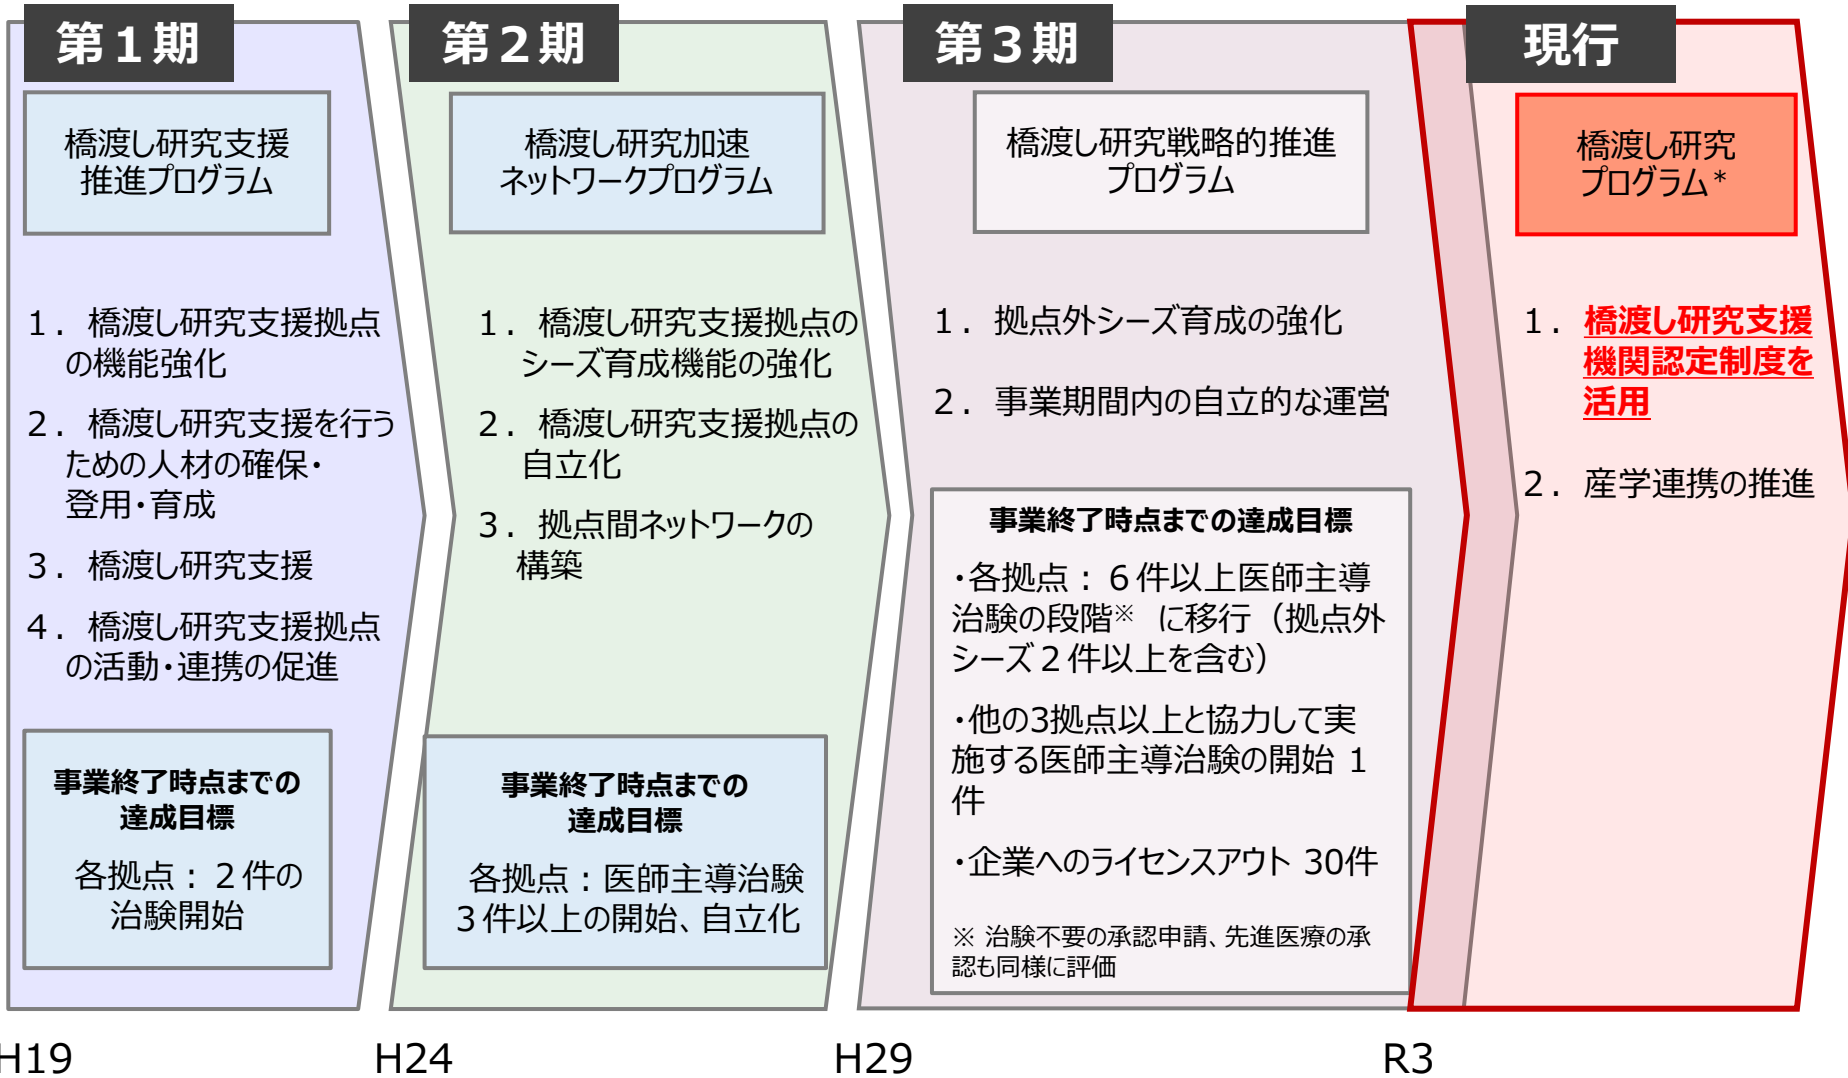 第１期
橋渡し研究支援
推進プログラム
１．橋渡し研究支援拠点
の機能強化
２．橋渡し研究支援を行う
ための人材の確保・
登用・育成
３．橋渡し研究支援
４．橋渡し研究支援拠点
の活動・連携の促進
事業終了時点までの
達成目標
各拠点：２件の
治験開始
第２期
橋渡し研究加速
ネットワークプログラム
１．橋渡し研究支援拠点の
シーズ育成機能の強化
２．橋渡し研究支援拠点の
自立化
３．拠点間ネットワークの
構築
事業終了時点までの
達成目標
各拠点：医師主導治験
３件以上の開始、自立化
第３期
橋渡し研究戦略的推進
プログラム
１．拠点外シーズ育成の強化
２．事業期間内の自立的な運営
事業終了時点までの達成目標
・各拠点：６件以上医師主導
治験の段階※ に移行（拠点外
シーズ２件以上を含む）
・他の3拠点以上と協力して実
施する医師主導治験の開始 1
件
・企業へのライセンスアウト 30件
※ 治験不要の承認申請、先進医療の承
認も同様に評価
現行
橋渡し研究
プログラム*
１．橋渡し研究支援
機関認定制度を
活用
２．産学連携の推進
H19
H24
H29
R3